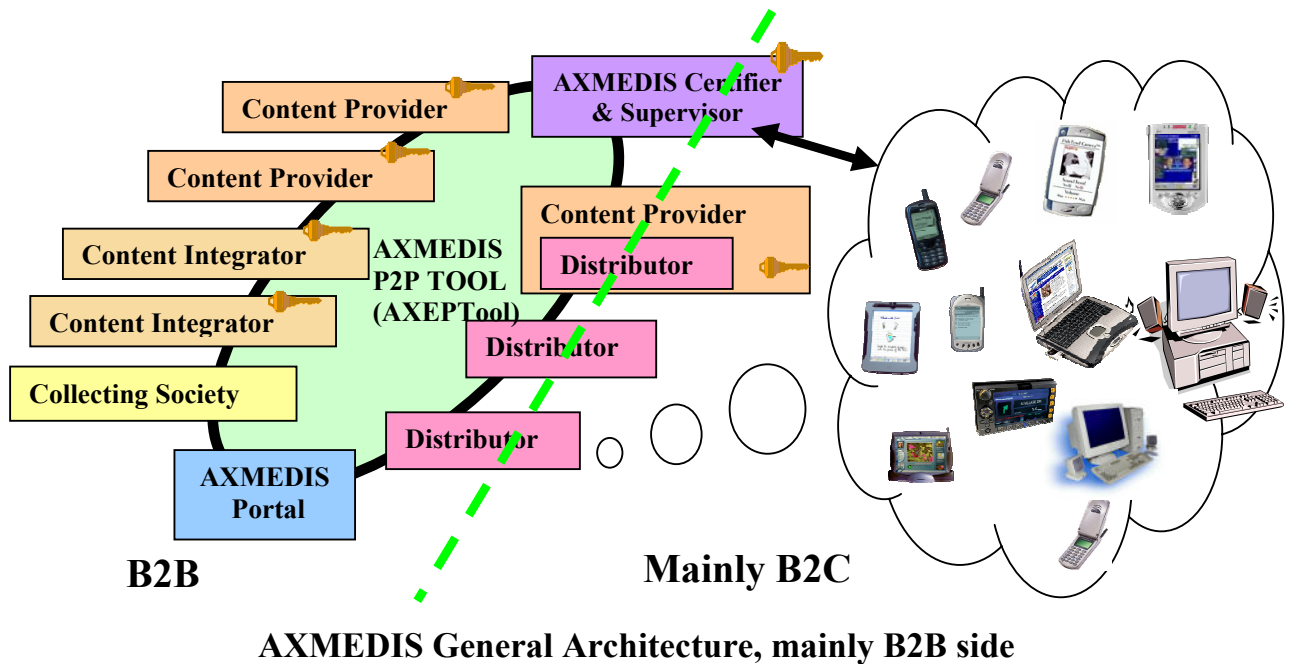 AXMEDIS Certifier
& Supervisor
Content Provider
Content Provider
Content Provider
Distributor
Content Integrator
AXMEDIS
P2P TOOL
(AXEPTool)
Content Integrator
Distributor
Collecting Society
Distributor
AXMEDIS
Portal
B2B
Mainly B2C
AXMEDIS General Architecture, mainly B2B side